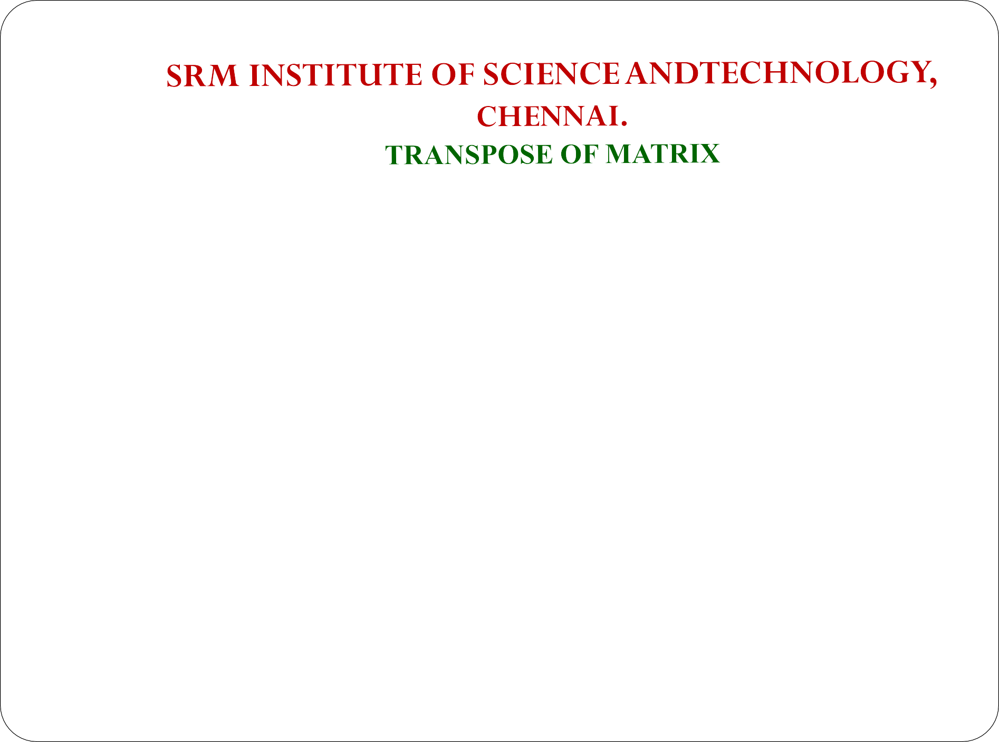 SRM INSTITUTE OF SCIENCE ANDTECHNOLOGY,
CHENNAI.
TRANSPOSE OF MATRIX